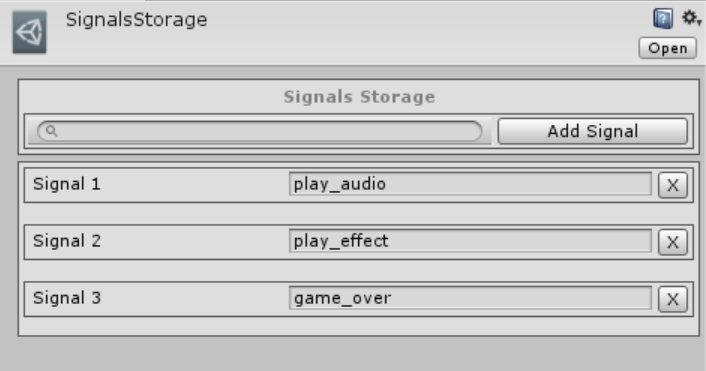 SignalsStorage
Open
Signals Storage
Add Signal
Signal 1 play_audio X
Signal 2 play_effect X
Signal 3 game_over X